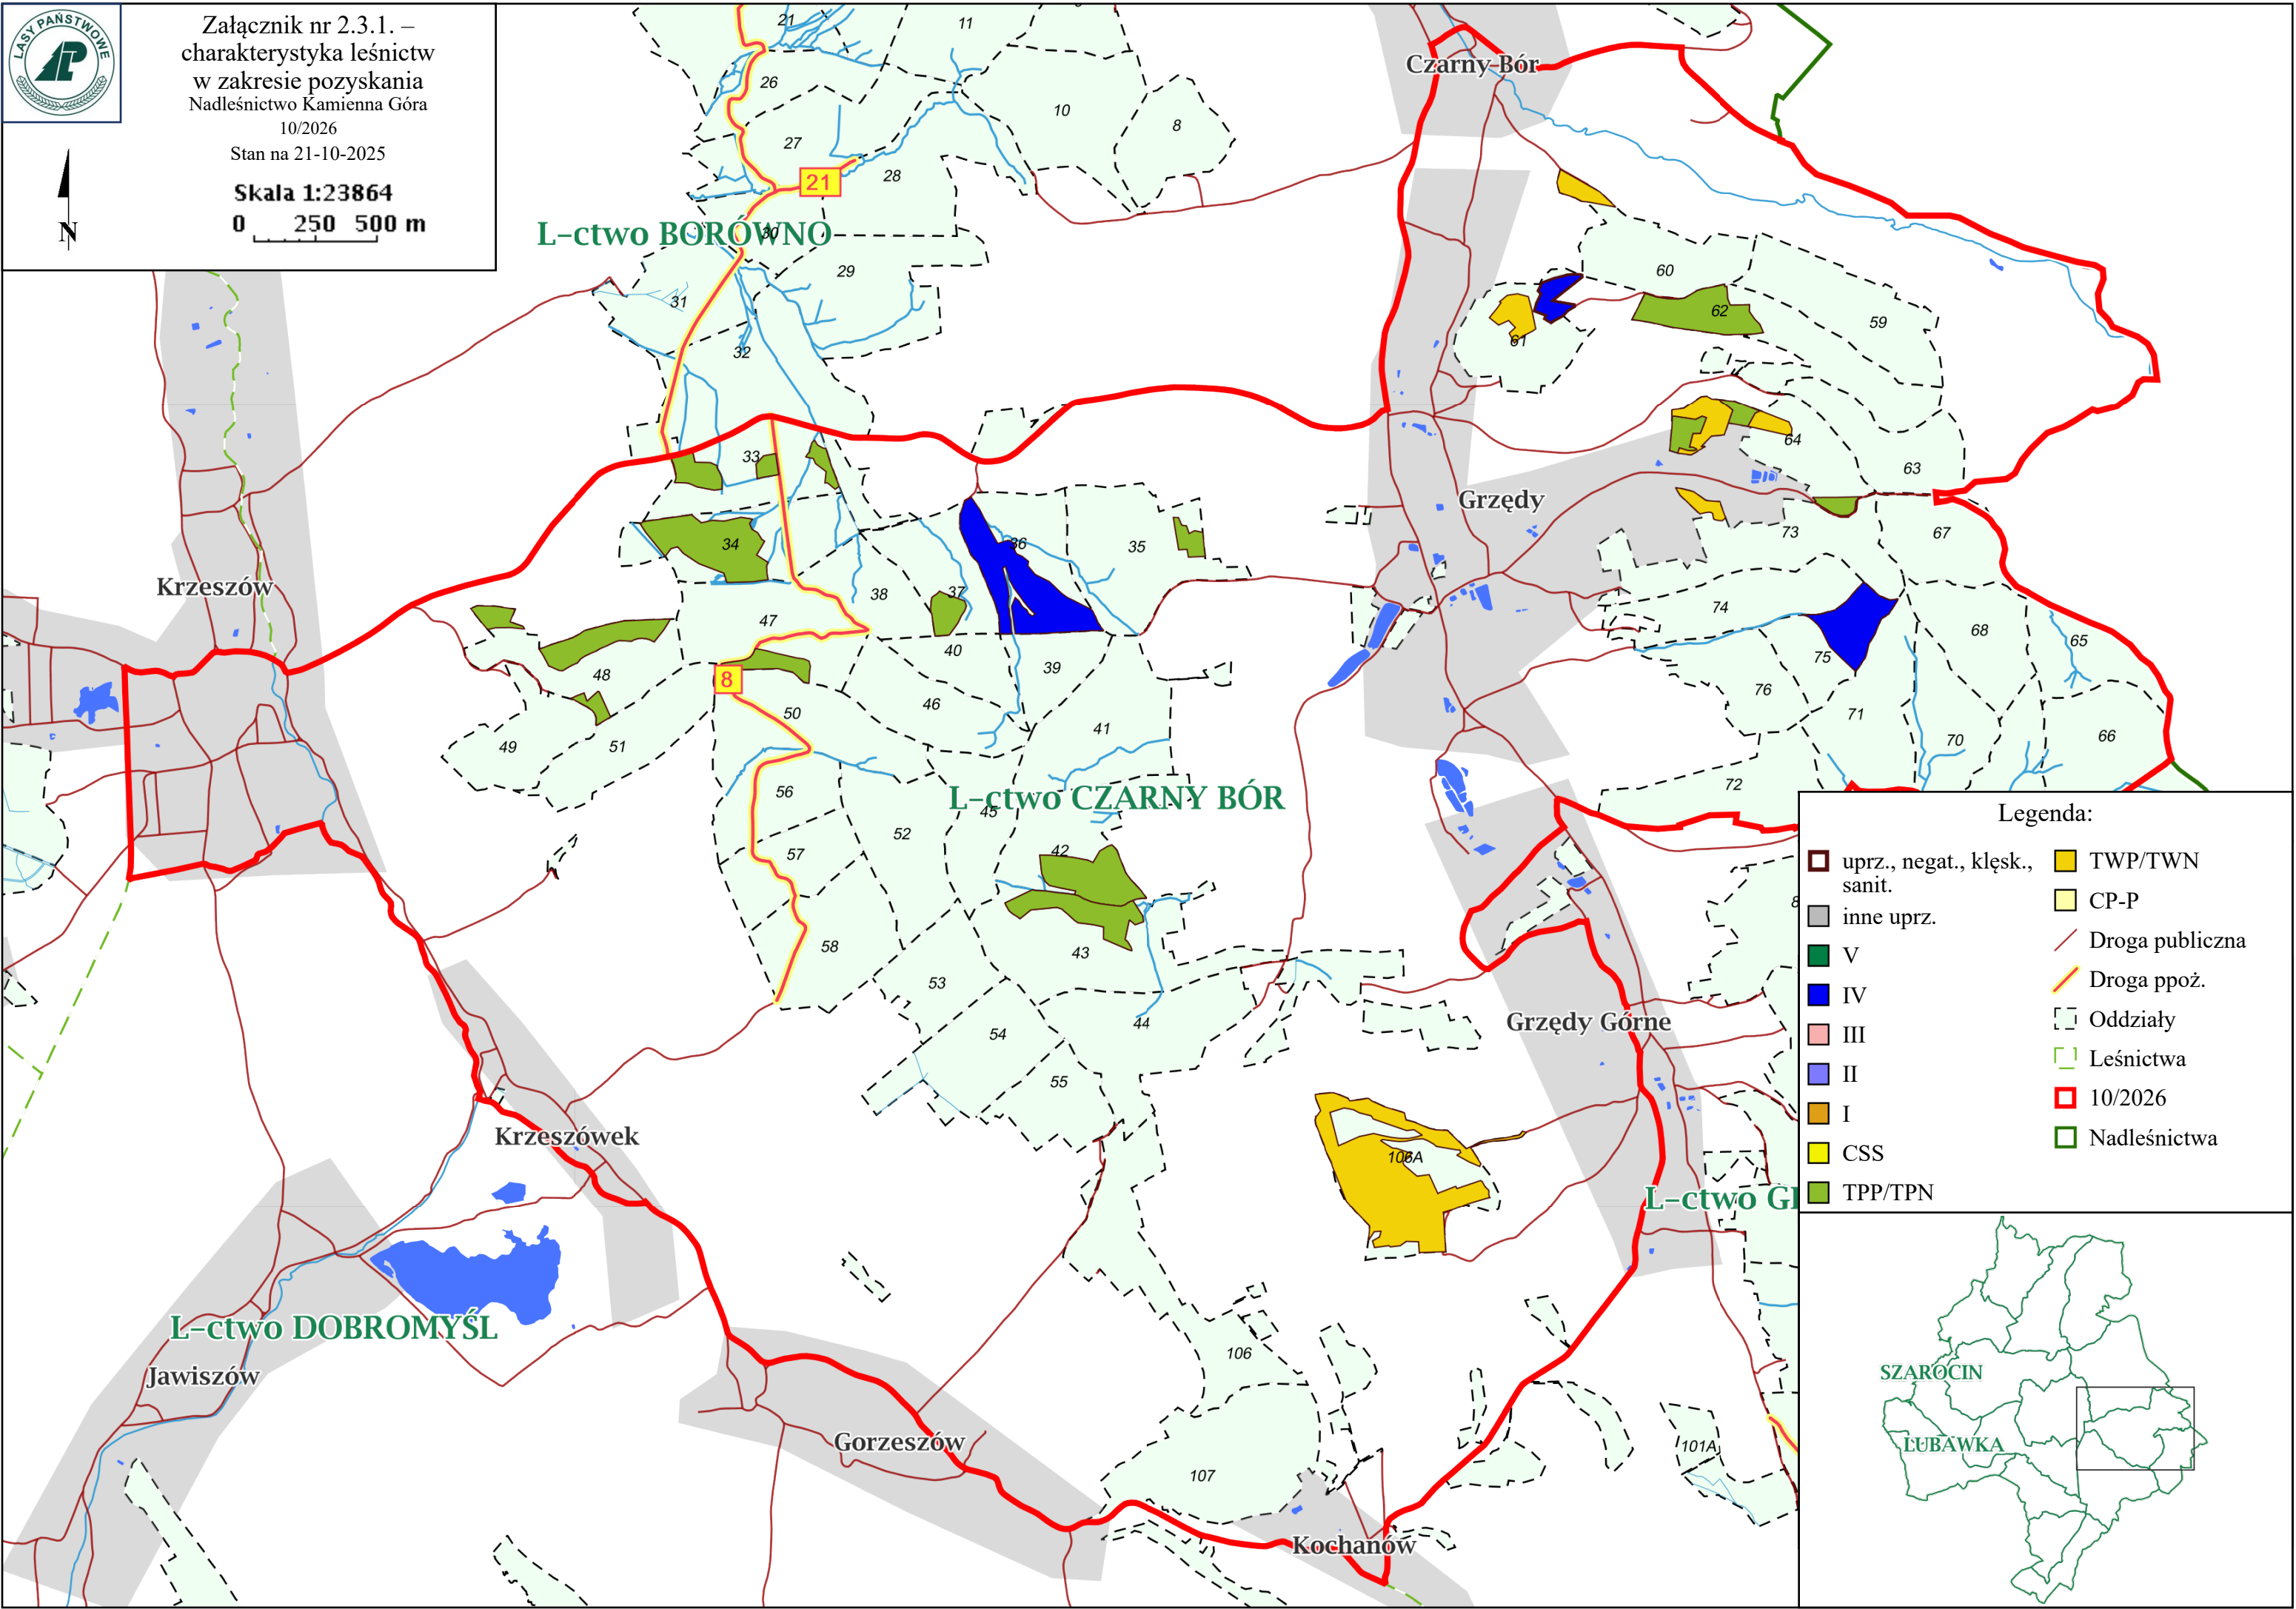 LASY PAŃSTWOWE
Załącznik nr 2.3.1. –
charakterystyka leśnictw
w zakresie pozyskania
Nadleśnictwo Kamienna Góra
10/2026
Stan na 21-10-2025
Skala 1:23864
0 250 500 m
N
21
11
26
10
8
27
28
21
Czarny Bór
L-ctwo BORÓWNO
30
29
31
32
60
62
59
61
33
64
63
34
36
35
Grzędy
73
67
Krzeszów
38
37
47
74
68
65
48
40
39
75
76
8
50
46
41
71
70
66
49
51
72
56
L-ctwo CZARNY BÓR
45
52
57
42
58
43
53
54
44
Grzędy Górne
55
Krzeszówek
106A
L-ctwo G
L-ctwo DOBROMYŚL
Jawiszów
106
Gorzeszów
107
101A
Kochanów
Legenda:
uprz., negat., klęsk.,
sanit.
inne uprz.
V
IV
III
II
I
CSS
TPP/TPN
TWP/TWN
CP-P
Droga publiczna
Droga ppoż.
Oddziały
Leśnictwa
10/2026
Nadleśnictwa
SZAROCIN
LUBAWKA